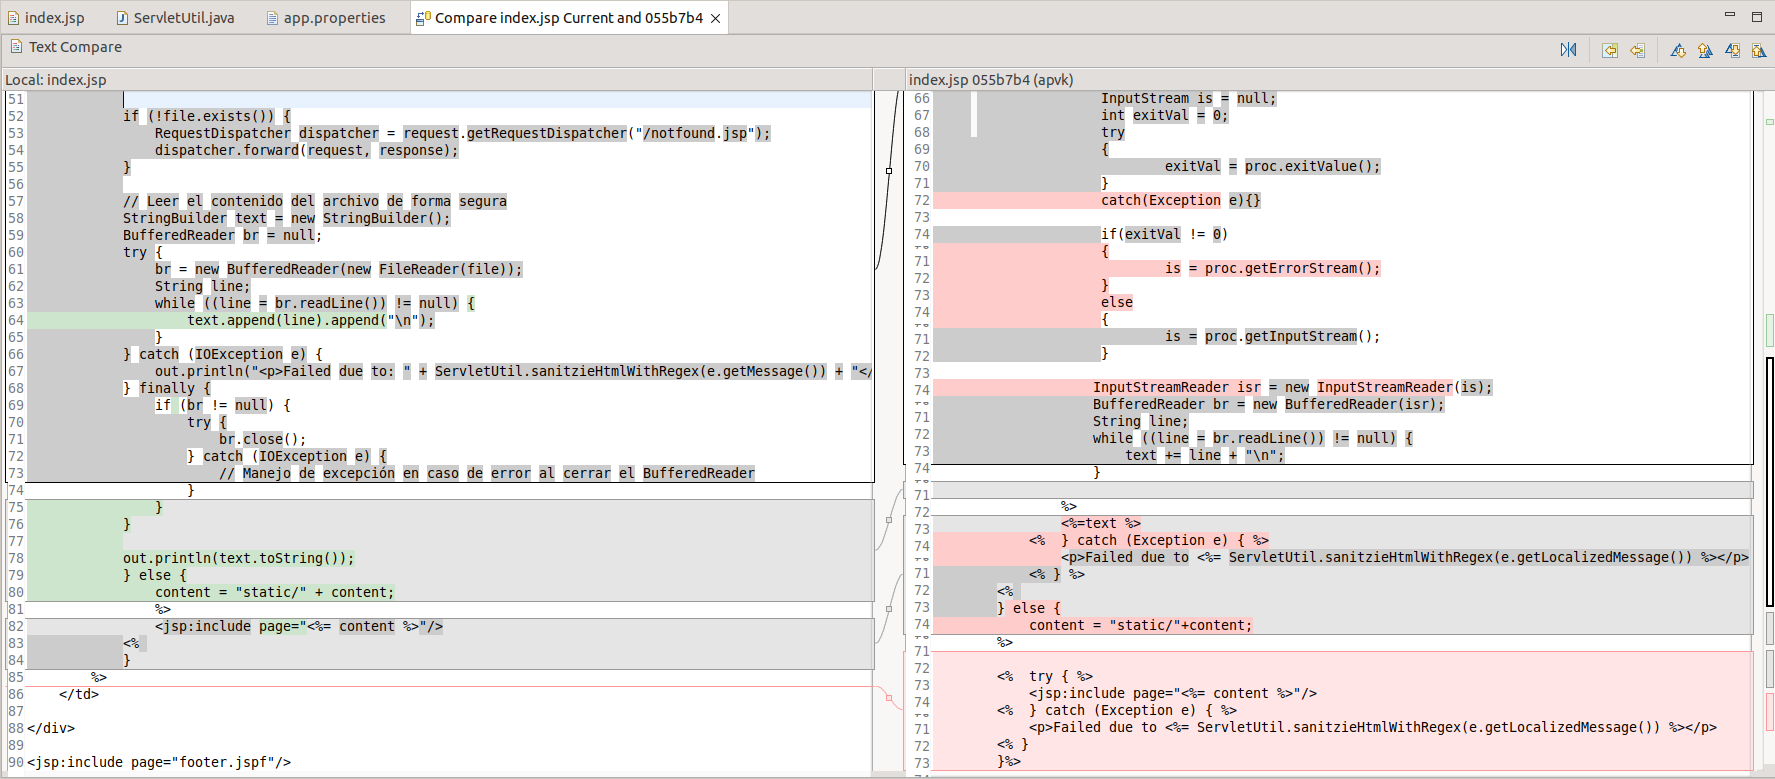 index.jsp
ServletUtil.java
app.properties
Compare index.jsp Current and 055b7b4
Text Compare
Local: index.jsp
51
52 if (!file.exists()) {
53 RequestDispatcher dispatcher = request.getRequestDispatcher("/notfound.jsp");
54 dispatcher.forward(request, response);
55 }
56
57 // Leer el contenido del archivo de forma segura
58 StringBuilder text = new StringBuilder();
59 BufferedReader br = null;
60 try {
61 br = new BufferedReader(new FileReader(file));
62 String line;
63 while ((line = br.readLine()) != null) {
64 text.append(line).append("\n");
65 }
66 } catch (IOException e) {
67 out.println("<p>Failed due to: " + ServletUtil.sanitzieHtmlWithRegex(e.getMessage()) + "</
68 } finally {
69 if (br != null) {
70 try {
71 br.close();
72 } catch (IOException e) {
73 // Manejo de excepción en caso de error al cerrar el BufferedReader
74 }
75 }
76 }
77
78 out.println(text.toString());
79 } else {
80 content = "static/" + content;
81 %>
82 <jsp:include page="<%= content %>"/>
83 <%
84 }
85 %>
86 </td>
87
88 </div>
89
90 <jsp:include page="footer.jspf"/>
index.jsp 055b7b4 (apvk)
66 InputStream is = null;
67 int exitVal = 0;
68 try
69 {
70 exitVal = proc.exitValue();
71 }
72 catch(Exception e){}
73
74 if(exitVal != 0)
{
71 is = proc.getErrorStream();
72 }
73 else
74 {
71 is = proc.getInputStream();
72 }
73
74 InputStreamReader isr = new InputStreamReader(is);
BufferedReader br = new BufferedReader(isr);
71 String line;
72 while ((line = br.readLine()) != null) {
73 text += line + "\n";
74 }
71
72 %>
73 <%=text %>
74 <% } catch (Exception e) { %>
<p>Failed due to <%= ServletUtil.sanitzieHtmlWithRegex(e.getLocalizedMessage()) %></p>
71 <% } %>
72 <%
73 } else {
74 content = "static/"+content;
71 %>
72
73 <% try { %>
<jsp:include page="<%= content %>"/>
74 <% } catch (Exception e) { %>
71 <p>Failed due to <%= ServletUtil.sanitzieHtmlWithRegex(e.getLocalizedMessage()) %></p>
72 <% }
73 }%>